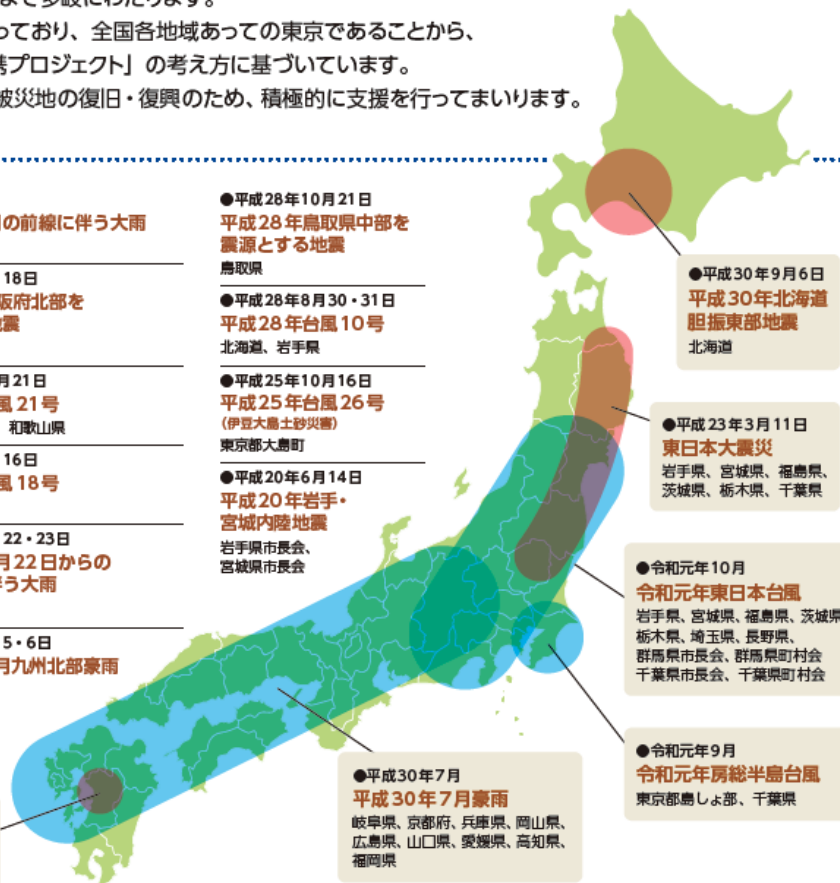 まで多岐にわたります。
っており、全国各地域あっての東京であることから、
携プロジェクト」の考え方に基づいています。
被災地の復旧・復興のため、積極的に支援を行ってまいります。
の前線に伴う大雨
18日
阪府北部を
震
月21日
風21号
和歌山県
16日
風18号
22・23日
月22日からの
伴う大雨
5・6日
月九州北部豪雨
●平成28年10月21日
平成28年鳥取県中部を
震源とする地震
鳥取県
●平成28年8月30・31日
平成28年台風10号
北海道、岩手県
●平成25年10月16日
平成25年台風26号
(伊豆大島土砂災害)
東京都大島町
●平成20年6月14日
平成20年岩手・
宮城内陸地震
岩手県市長会、
宮城県市長会
●平成30年9月6日
平成30年北海道
胆振東部地震
北海道
●平成23年3月11日
東日本大震災
岩手県、宮城県、福島県、
茨城県、栃木県、千葉県
●令和元年10月
令和元年東日本台風
岩手県、宮城県、福島県、茨城県
栃木県、埼玉県、長野県、
群馬県市長会、群馬県町村会
千葉県市長会、千葉県町村会
●令和元年9月
令和元年房総半島台風
東京都島しょ部、千葉県
●平成30年7月
平成30年7月豪雨
岐阜県、京都府、兵庫県、岡山県、
広島県、山口県、愛媛県、高知県、
福岡県